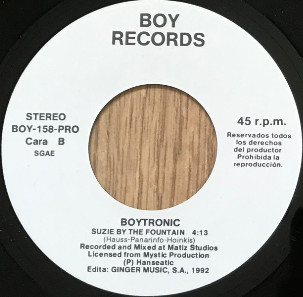 BOY
RECORDS
STEREO
BOY-158-PRO
Cara B
SGAE
45 r.p.m.
Reservados todos
los derechos
del productor
Prohibida la
reproducción.
BOYTRONIC
SUZIE BY THE FOUNTAIN 4:13
(Hauss-Panarinfo-Hoinkis)
Recorded and Mixed at Matiz Studios
Licensed from Mystic Production
(P) Hanseatic
Edita: GINGER MUSIC, S.A., 1992